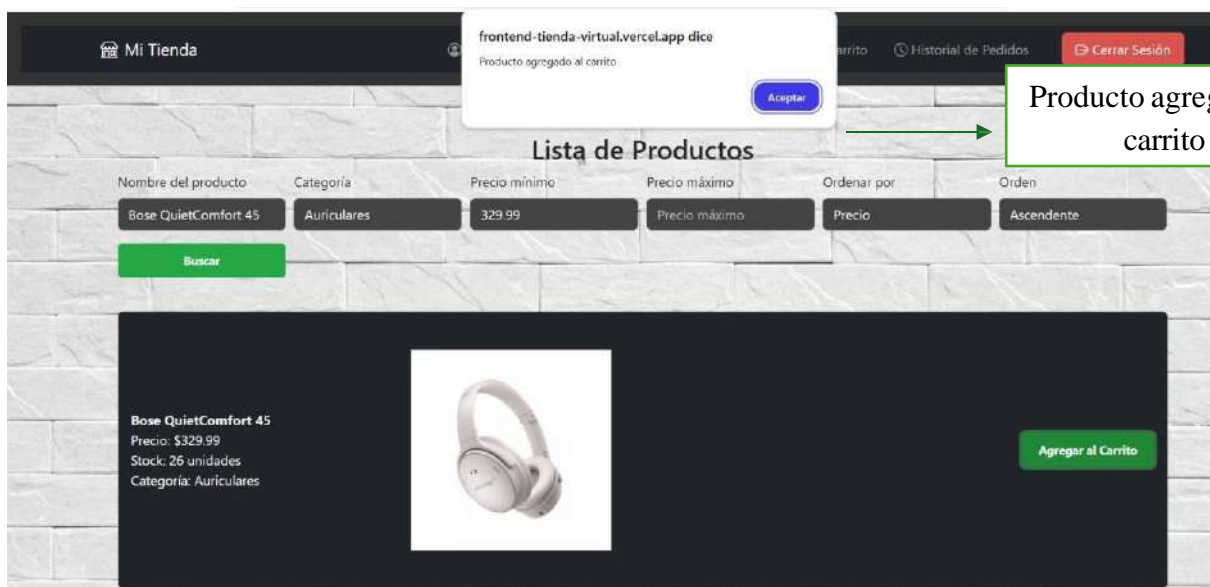 frontend-tienda-virtual.vercel.app dice
Producto agregado al carrito
Aceptar
Mi Tienda
Historial de Pedidos
Cerrar Sesión
carrito
Lista de Productos
Nombre del producto
Categoría
Precio mínimo
Precio máximo
Ordenar por
Orden
Bose QuietComfort 45
Auriculares
329.99
Precio máximo
Precio
Ascendente
Buscar
Bose QuietComfort 45
Precio: $329.99
Stock: 26 unidades
Categoría: Auriculares
Agregar al Carrito
Producto